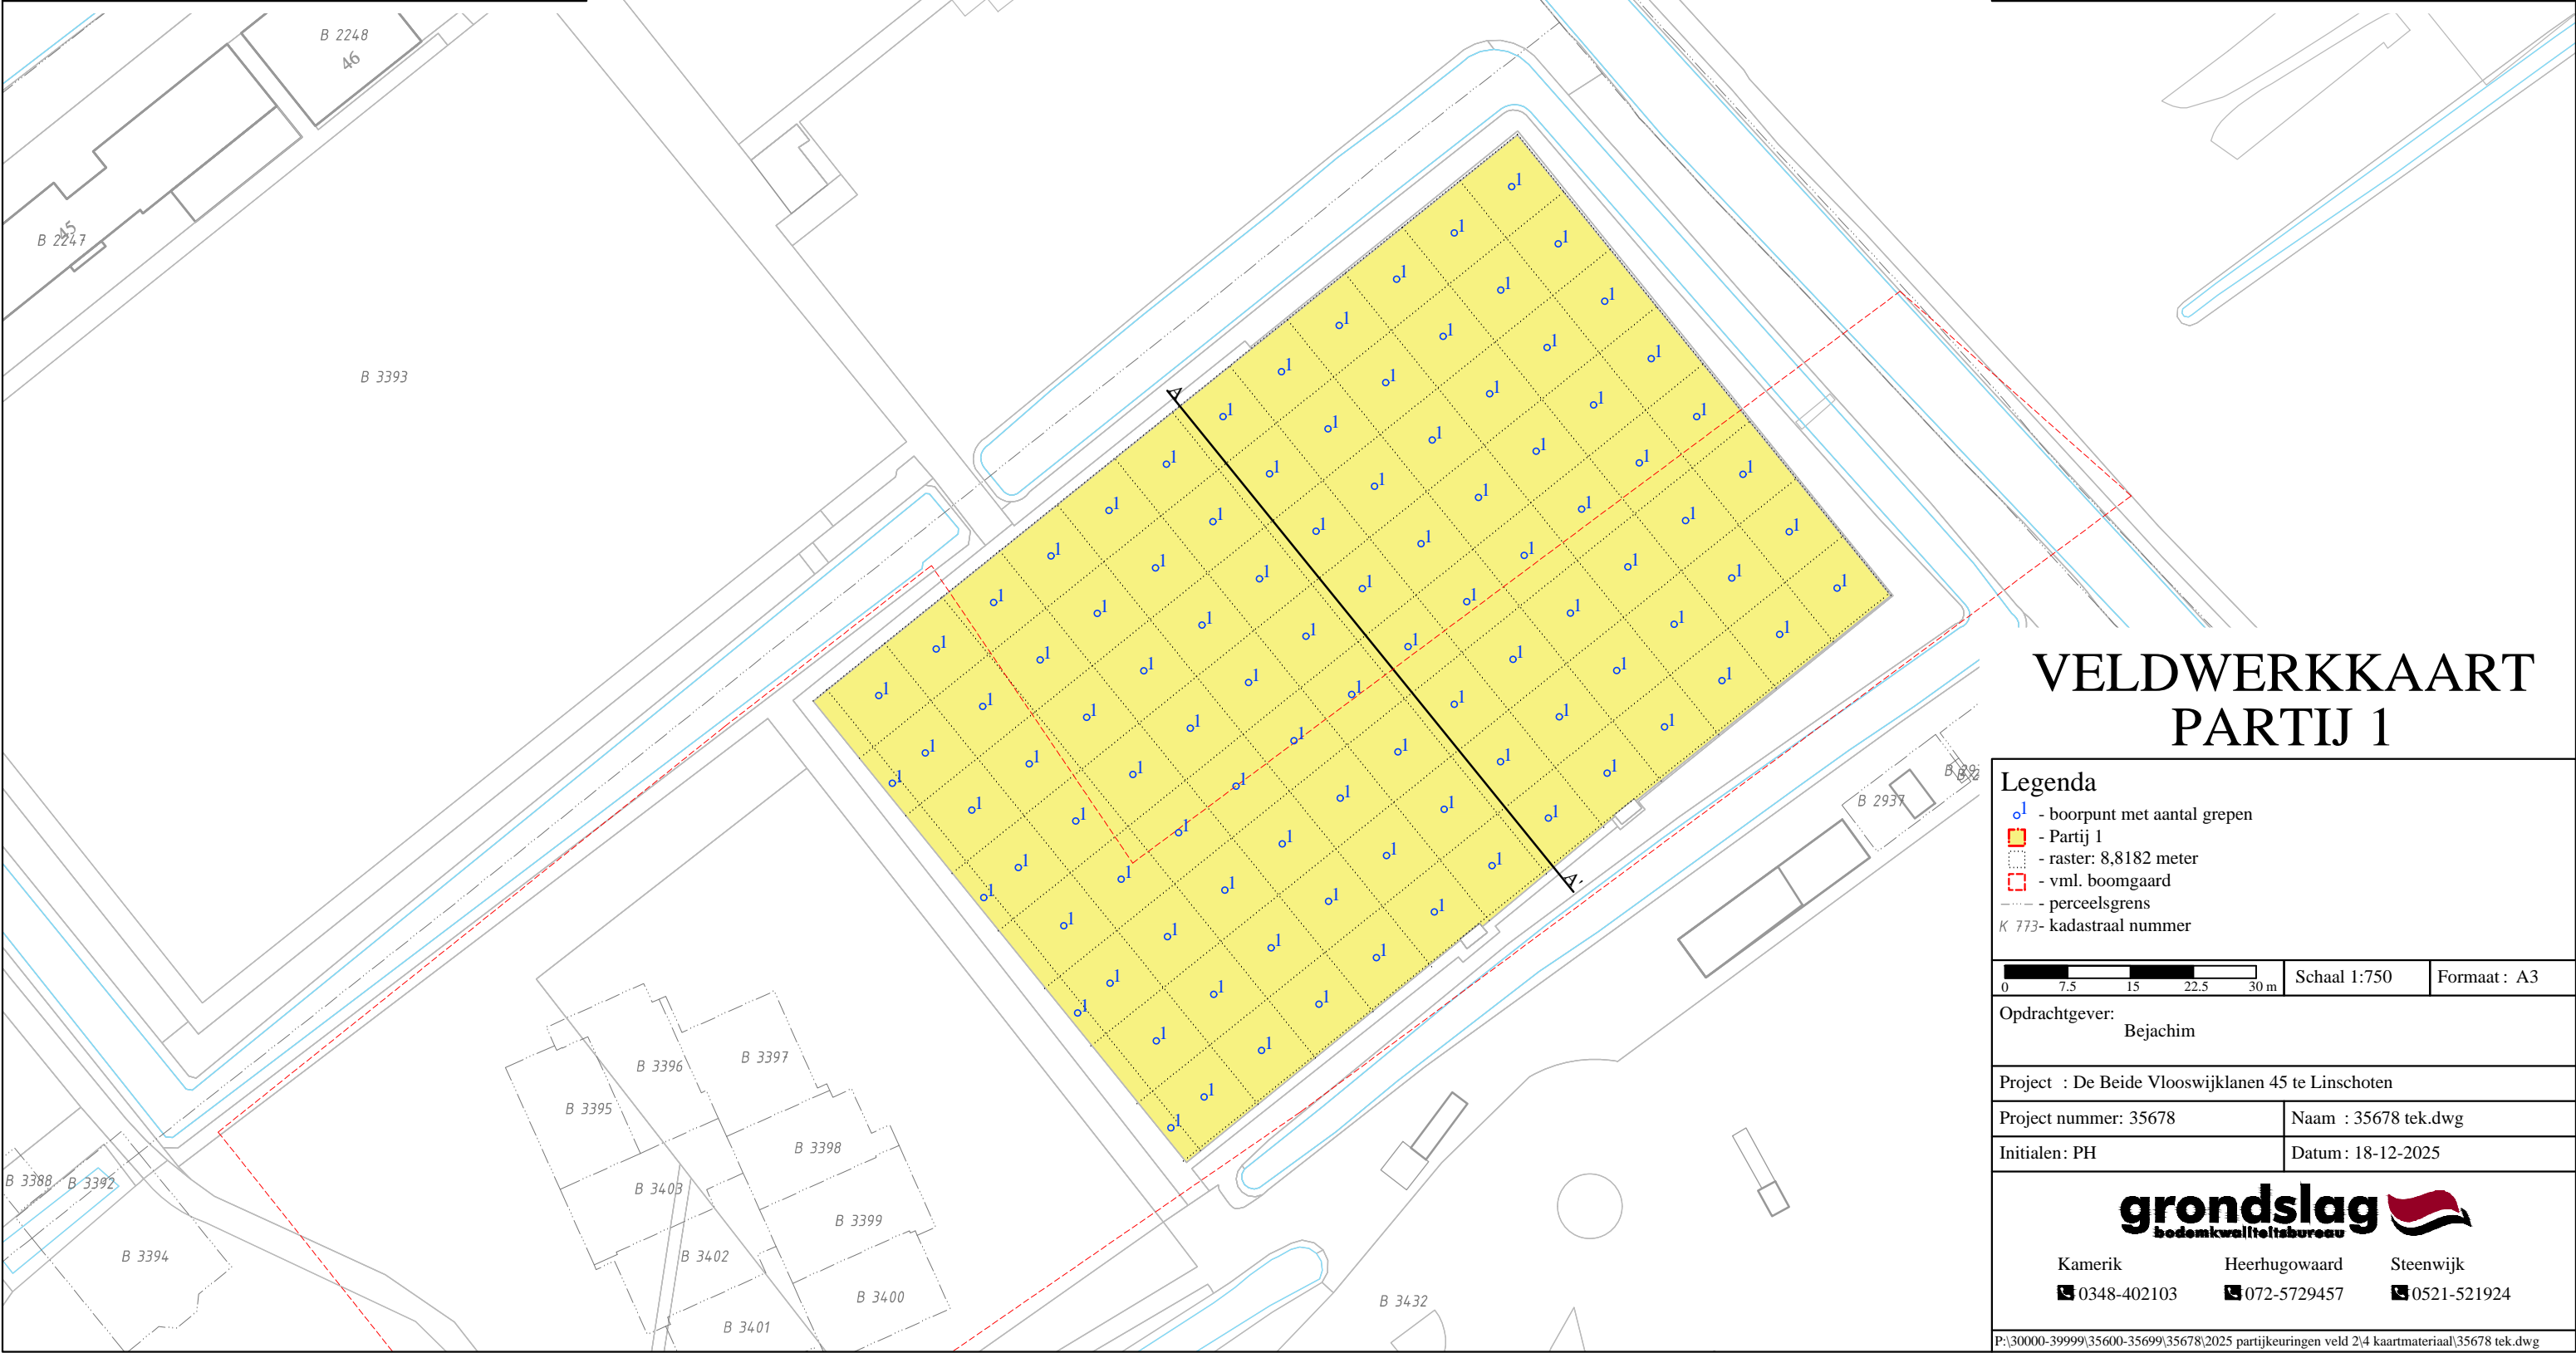 B 2248
46
45
B 2247
B 3393
A
A'
B 2937
B 3397
B 3396
B 3395
B 3398
B 3403
B 3399
B 3402
B 3400
B 3401
B 3388
B 3392
B 3394
B 3432
VELDWERKKAART
PARTIJ 1
Legenda
1 - boorpunt met aantal grepen
- Partij 1
- raster: 8,8182 meter
- vml. boomgaard
- perceelsgrens
K 773 - kadastraal nummer
0 7.5 15 22.5 30 m
Schaal 1:750
Formaat : A3
Opdrachtgever:
Bejachim
Project : De Beide Vlooswijklanen 45 te Linschoten
Project nummer: 35678
Naam : 35678 tek.dwg
Initialen: PH
Datum: 18-12-2025
grondslag
bodemkwaliteitsbureau
Kamerik Heerhugowaard Steenwijk
0348-402103 072-5729457 0521-521924
P:\30000-39999\35600-35699\35678\2025 partijkeuringen veld 2\4 kaartmateriaal\35678 tek.dwg